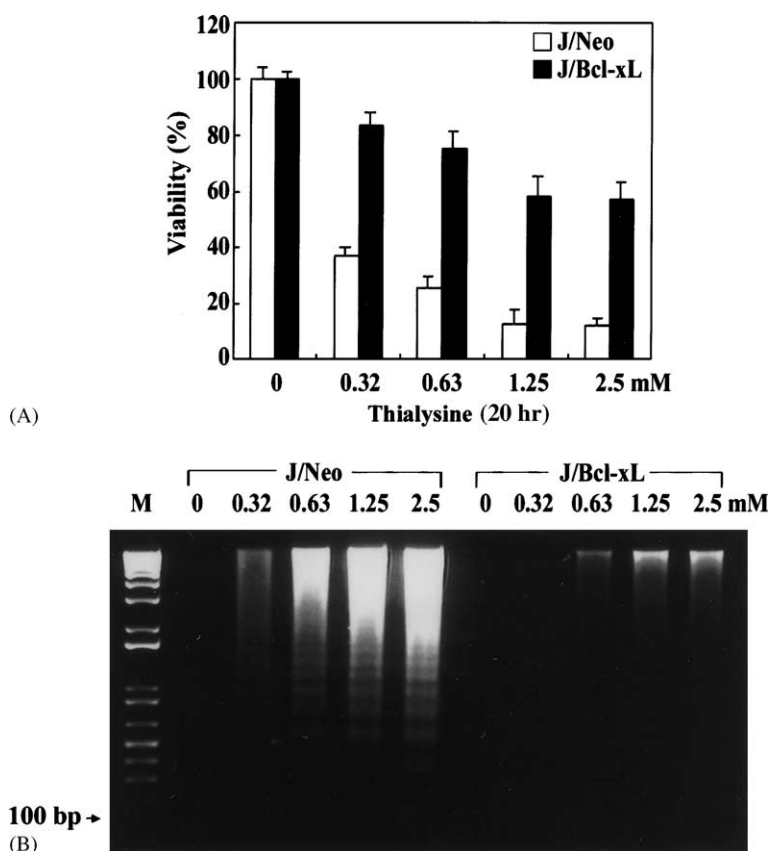 120
100
80
60
40
20
0
Viability (%)
J/Neo
J/Bcl-xL
0 0.32 0.63 1.25 2.5 mM
Thialysine (20 hr)
(A)
J/Neo J/Bcl-xL
M 0 0.32 0.63 1.25 2.5 0 0.32 0.63 1.25 2.5 mM
100 bp
(B)